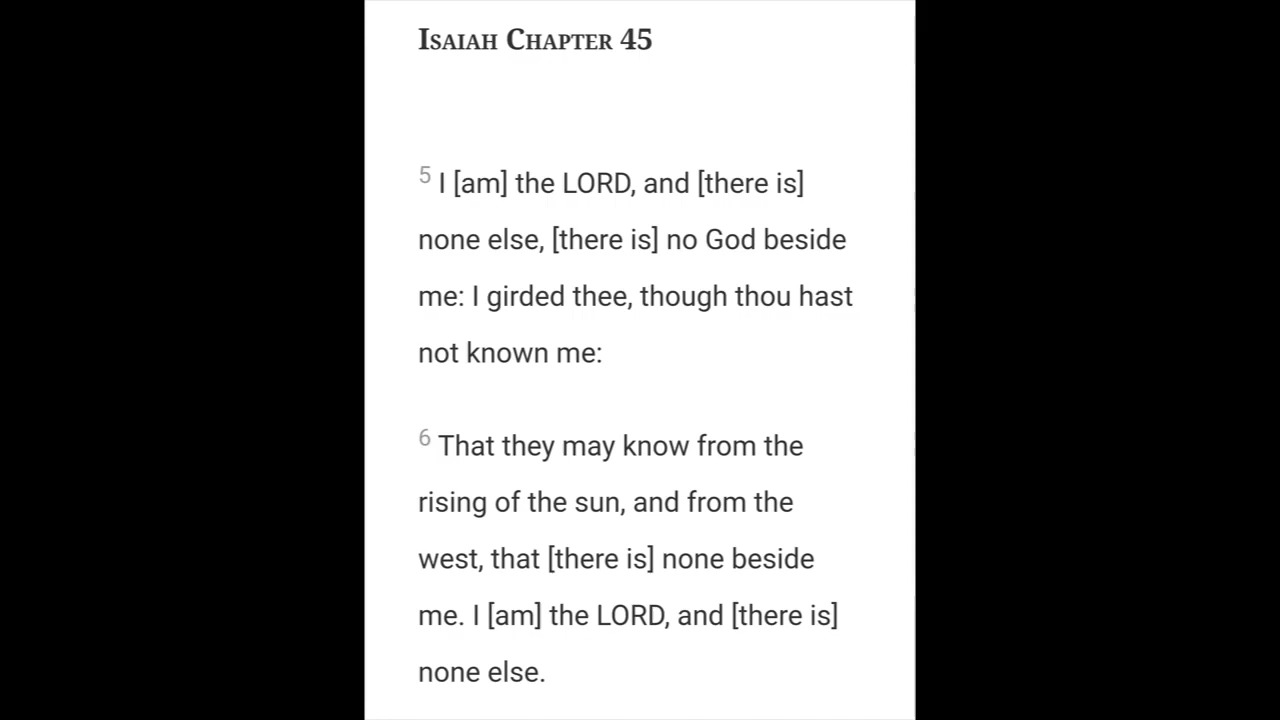 Isaiah Chapter 45
5 I [am] the LORD, and [there is]
none else, [there is] no God beside
me: I girded thee, though thou hast
not known me:
6 That they may know from the
rising of the sun, and from the
west, that [there is] none beside
me. I [am] the LORD, and [there is]
none else.